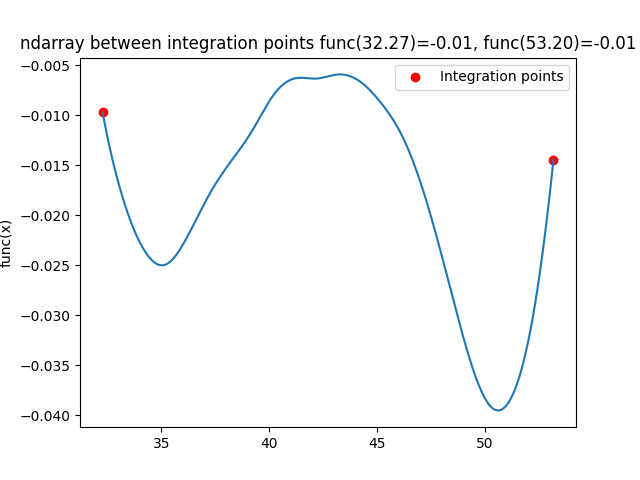 ndarray between integration points func(32.27)=-0.01, func(53.20)=-0.01
Integration points
func(x)
−0.005
−0.010
−0.015
−0.020
−0.025
−0.030
−0.035
−0.040
35 40 45 50